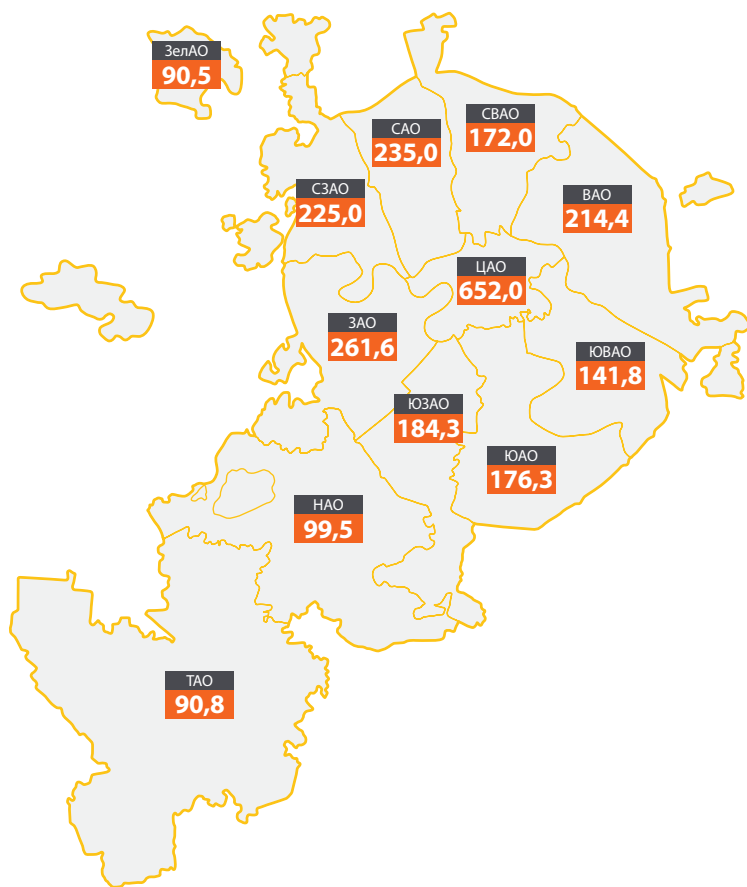 ЗелАО
90,5
САО
235,0
СВАО
172,0
СЗАО
225,0
ВАО
214,4
ЦАО
652,0
ЗАО
261,6
ЮВАО
141,8
ЮЗАО
184,3
ЮАО
176,3
НАО
99,5
ТАО
90,8